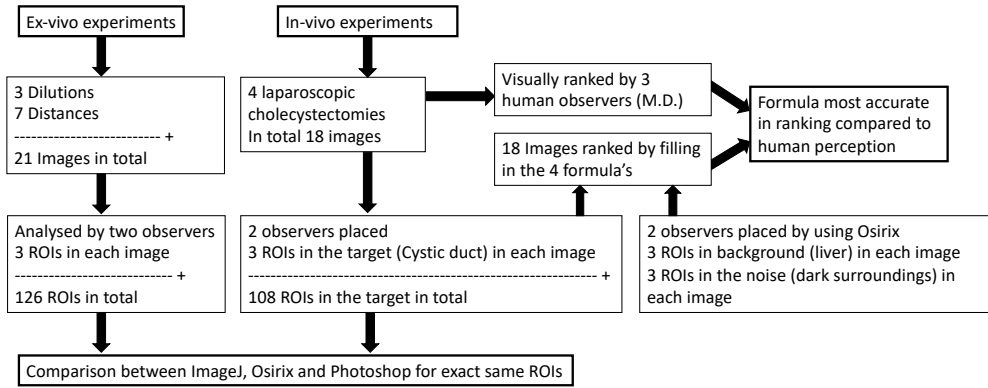 Ex-vivo experiments
3 Dilutions
7 Distances
--------------------------- +
21 Images in total
Analysed by two observers
3 ROIs in each image
------------------------------ +
126 ROIs in total
In-vivo experiments
4 laparoscopic
cholecystectomies
In total 18 images
Visually ranked by 3
human observers (M.D.)
18 Images ranked by filling
in the 4 formula's
Formula most accurate
in ranking compared to
human perception
2 observers placed
3 ROIs in the target (Cystic duct) in each image
---------------------------------------------------------------- +
108 ROIs in the target in total
2 observers placed by using Osirix
3 ROIs in background (liver) in each image
3 ROIs in the noise (dark surroundings) in
each image
Comparison between ImageJ, Osirix and Photoshop for exact same ROIs